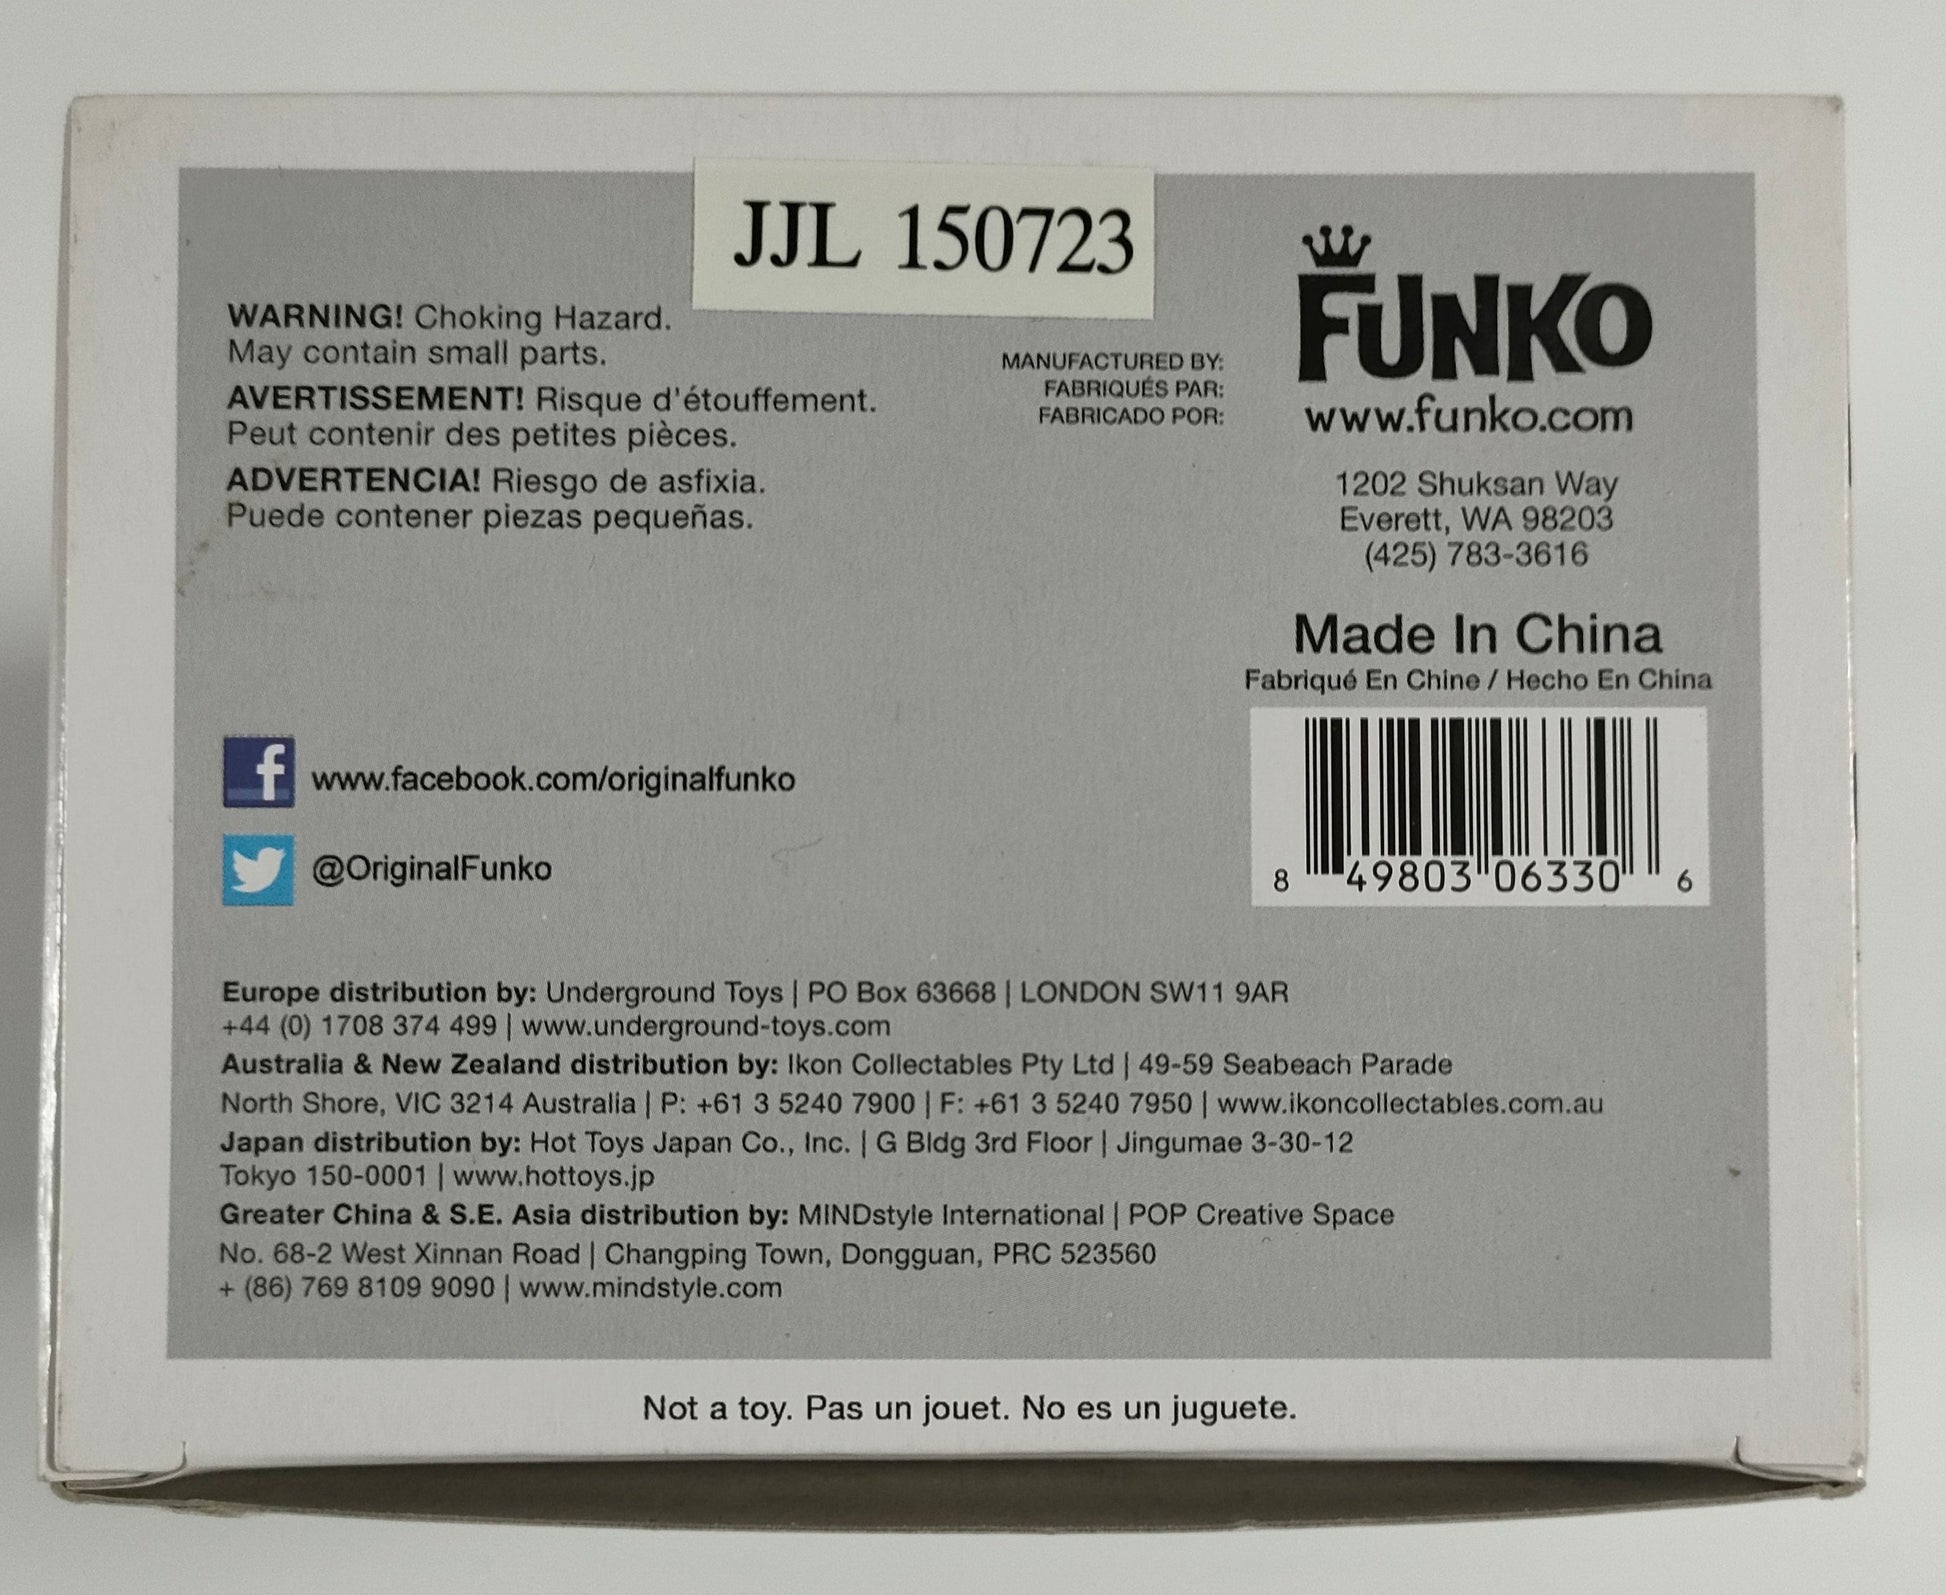 JJL 150723
WARNING! Choking Hazard.
May contain small parts.
AVERTISSEMENT! Risque d'étouffement.
Peut contenir des petites pièces.
ADVERTENCIA! Riesgo de asfixia.
Puede contener piezas pequeñas.
MANUFACTURED BY:
FABRIQUÉS PAR:
FABRICADO POR:
FUNKO
www.funko.com
1202 Shuksan Way
Everett, WA 98203
(425) 783-3616
Made In China
Fabriqué En Chine / Hecho En China
8 49803 06330 6
f www.facebook.com/originalfunko
@OriginalFunko
Europe distribution by: Underground Toys | PO Box 63668 | LONDON SW11 9AR
+44 (0) 1708 374 499 | www.underground-toys.com
Australia & New Zealand distribution by: Ikon Collectables Pty Ltd | 49-59 Seabeach Parade
North Shore, VIC 3214 Australia | P: +61 3 5240 7900 | F: +61 3 5240 7950 | www.ikoncollectables.com.au
Japan distribution by: Hot Toys Japan Co., Inc. | G Bldg 3rd Floor | Jingumae 3-30-12
Tokyo 150-0001 | www.hottoys.jp
Greater China & S.E. Asia distribution by: MINDstyle International | POP Creative Space
No. 68-2 West Xinnan Road | Changping Town, Dongguan, PRC 523560
+ (86) 769 8109 9090 | www.mindstyle.com
Not a toy. Pas un jouet. No es un juguete.